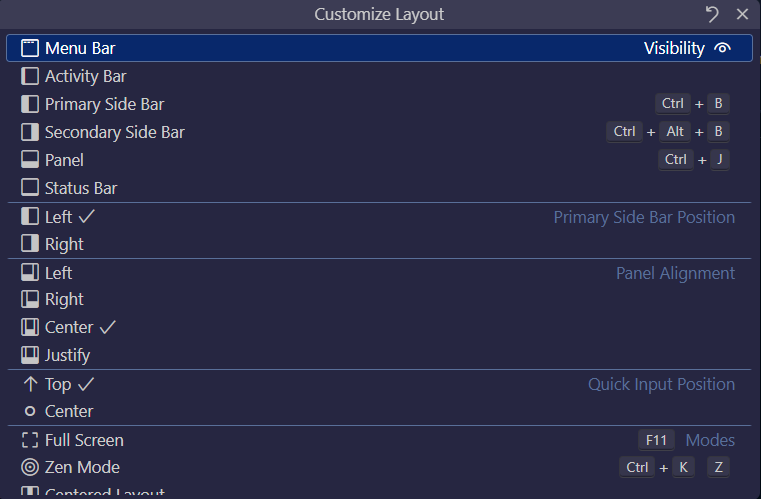 Customize Layout
Menu Bar Visibility
Activity Bar
Primary Side Bar Ctrl + B
Secondary Side Bar Ctrl + Alt + B
Panel Ctrl + J
Status Bar
Left Primary Side Bar Position
Right
Left Panel Alignment
Right
Center
Justify
Top Quick Input Position
Center
Full Screen F11 Modes
Zen Mode Ctrl + K Z
Centered Layout